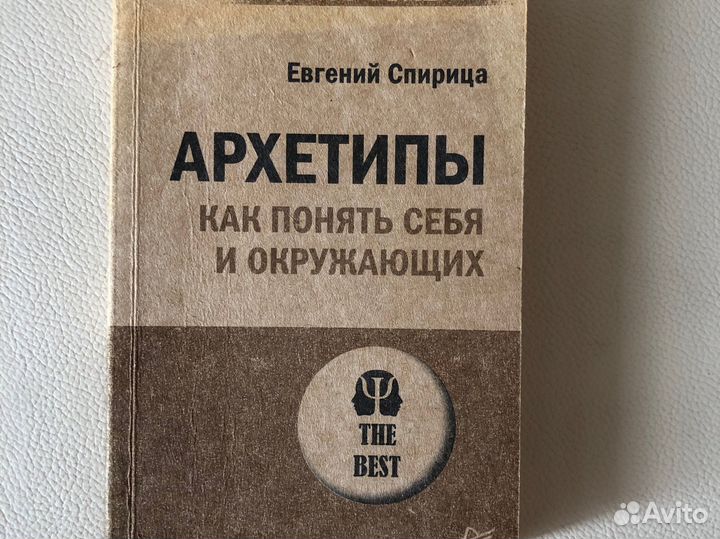 Евгений Спирица
АРХЕТИПЫ
КАК ПОНЯТЬ СЕБЯ
И ОКРУЖАЮЩИХ
Ψ
THE
BEST
Avito